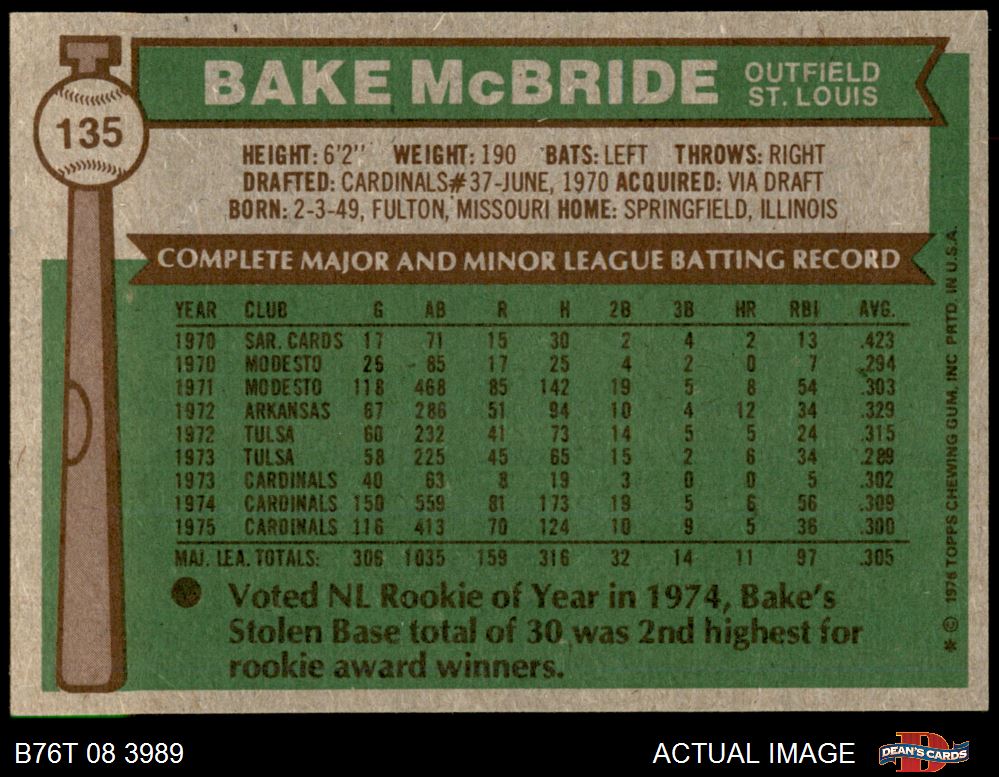 135
BAKE McBRIDE OUTFIELD ST. LOUIS
HEIGHT: 6'2'' WEIGHT: 190 BATS: LEFT THROWS: RIGHT
DRAFTED: CARDINALS#37-JUNE, 1970 ACQUIRED: VIA DRAFT
BORN: 2-3-49, FULTON, MISSOURI HOME: SPRINGFIELD, ILLINOIS
COMPLETE MAJOR AND MINOR LEAGUE BATTING RECORD
YEAR CLUB G AB R H 2B 3B HR RBI AVG.
1970 SAR. CARDS 17 71 15 30 2 4 2 13 .423
1970 MODESTO 26 85 17 25 4 2 0 7 .294
1971 MODESTO 118 468 85 142 19 5 8 54 .303
1972 ARKANSAS 67 286 51 94 10 4 12 34 .329
1972 TULSA 60 232 41 73 14 5 5 24 .315
1973 TULSA 58 225 45 65 15 2 6 34 .289
1973 CARDINALS 40 63 8 19 3 0 0 5 .302
1974 CARDINALS 150 559 81 173 19 5 6 56 .309
1975 CARDINALS 116 413 70 124 10 9 5 36 .300
MAJ. LEA. TOTALS: 306 1035 159 316 32 14 11 97 .305
Voted NL Rookie of Year in 1974, Bake's
Stolen Base total of 30 was 2nd highest for
rookie award winners.
* © 1976 TOPPS CHEWING GUM, INC PRTD. IN U.S.A.
B76T 08 3989 ACTUAL IMAGE DEAN'S CARDS